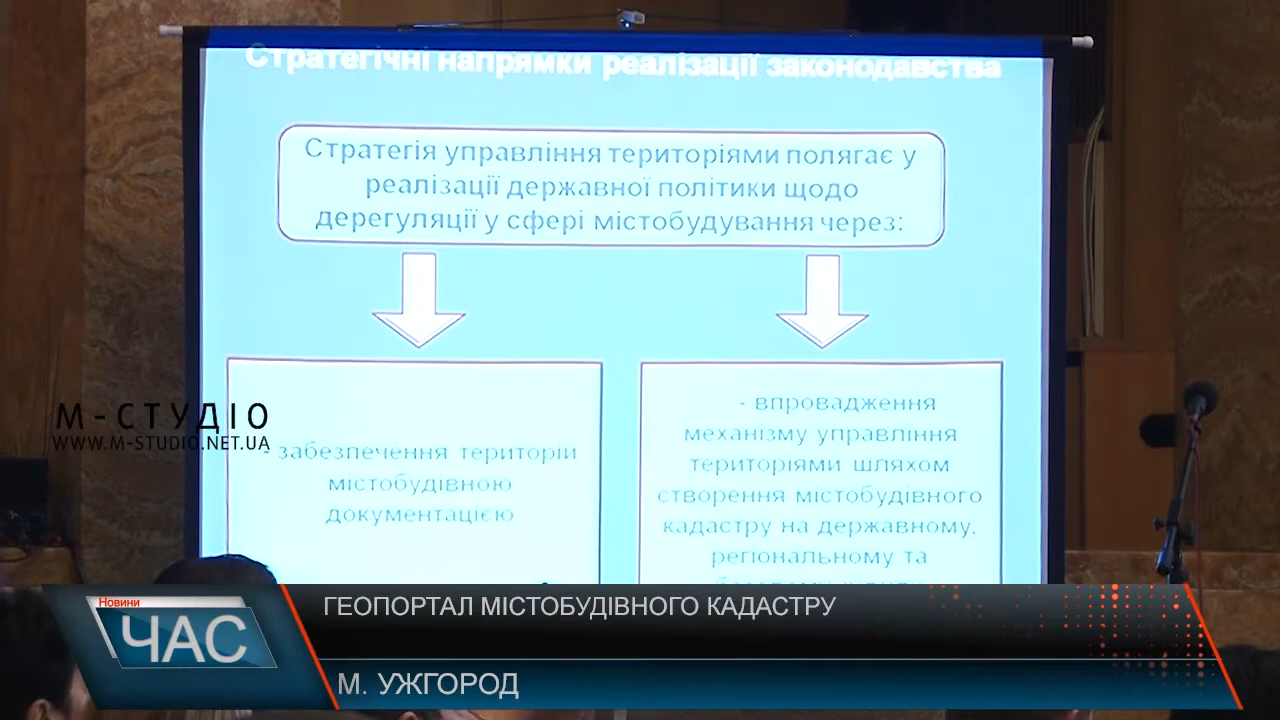 Стратегічні напрямки реалізації законодавства
Стратегія управління територіями полягає у
реалізації державної політики щодо
дерегуляції у сфері містобудування через:
- забезпечення територій
містобудівною
документацією
- впровадження
механізму управління
територіями шляхом
створення містобудівного
кадастру на державному,
регіональному та
М-СТУДІО
WWW.M-STUDIO.NET.UA
Новини
ЧАС
ГЕОПОРТАЛ МІСТОБУДІВНОГО КАДАСТРУ
М. УЖГОРОД